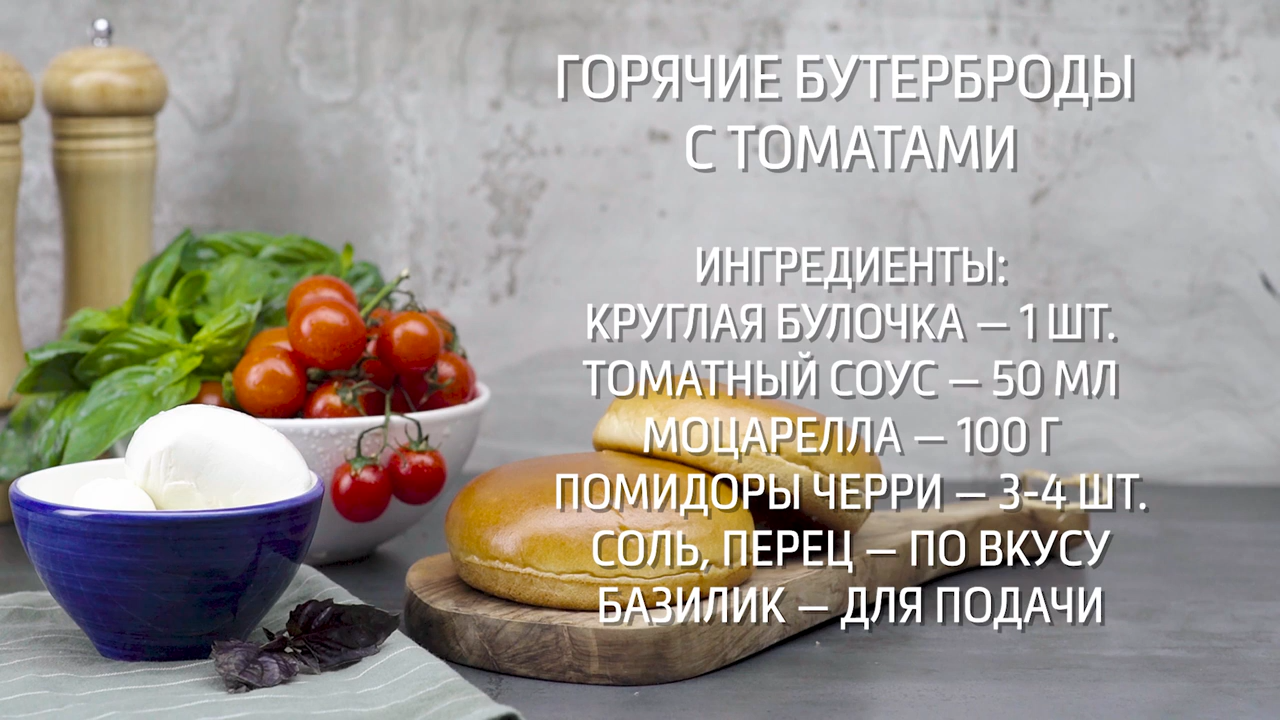 ГОРЯЧИЕ БУТЕРБРОДЫ
С ТОМАТАМИ
ИНГРЕДИЕНТЫ:
КРУГЛАЯ БУЛОЧКА — 1 ШТ.
ТОМАТНЫЙ СОУС — 50 МЛ
МОЦАРЕЛЛА — 100 Г
ПОМИДОРЫ ЧЕРРИ — 3-4 ШТ.
СОЛЬ, ПЕРЕЦ — ПО ВКУСУ
БАЗИЛИК — ДЛЯ ПОДАЧИ